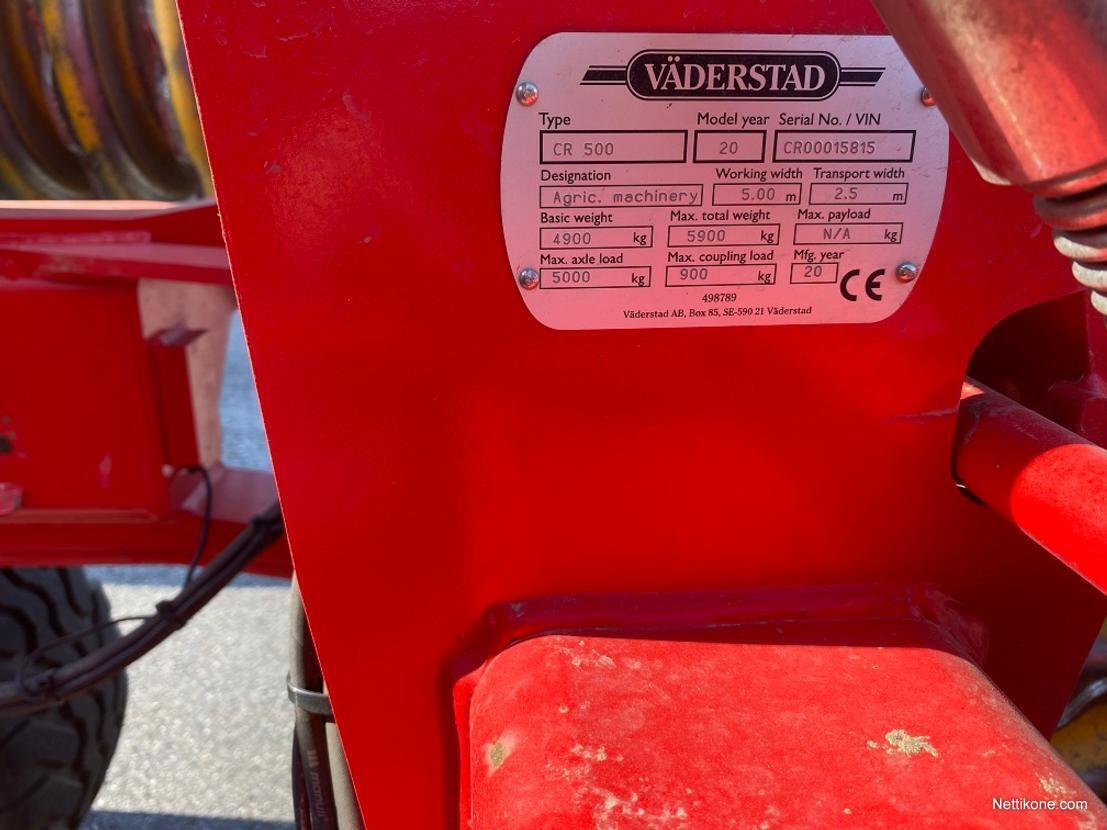 VÄDERSTAD
Type Model year Serial No. / VIN
CR 500 20 CR00015815
Designation Working width Transport width
Agric. machinery 5.00 m 2.5 m
Basic weight Max. total weight Max. payload
4900 kg 5900 kg N/A kg
Max. axle load Max. coupling load Mfg. year
5000 kg 900 kg 20
CE
498789
Väderstad AB, Box 85, SE-590 21 Väderstad
Nettikone.com